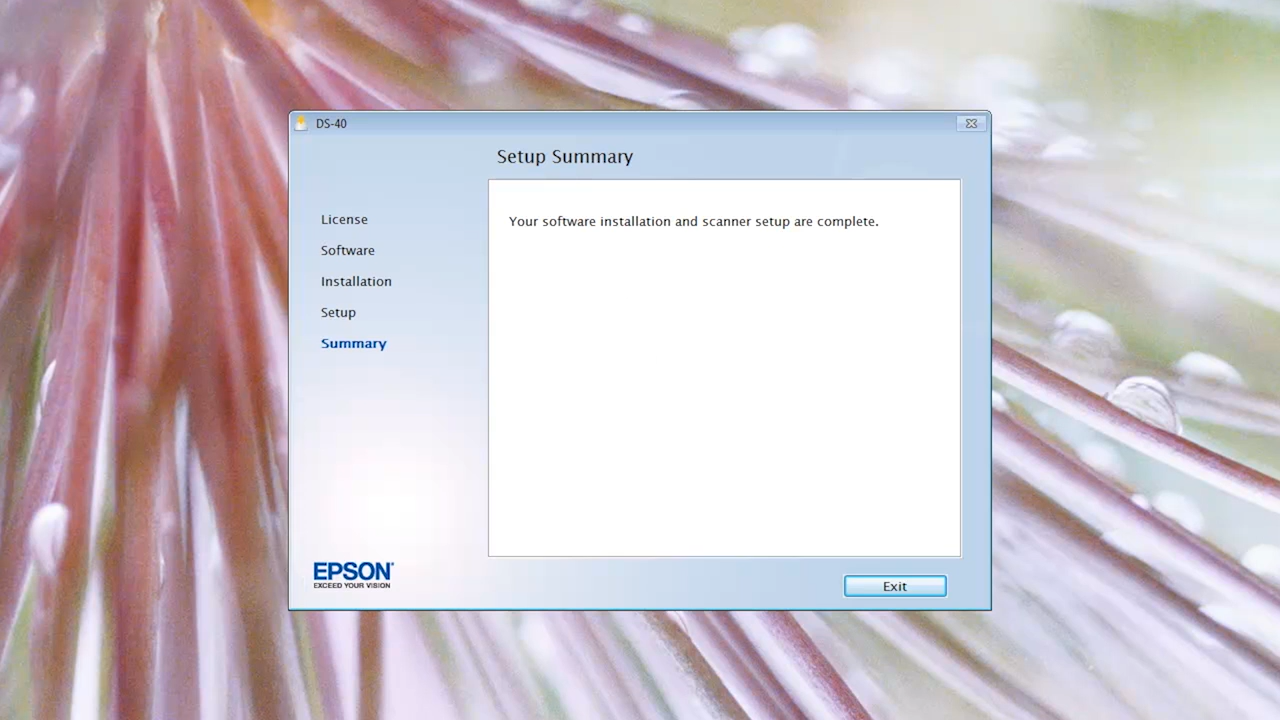 DS-40
Setup Summary
License
Software
Installation
Setup
Summary
Your software installation and scanner setup are complete.
EPSON
EXCEED YOUR VISION
Exit